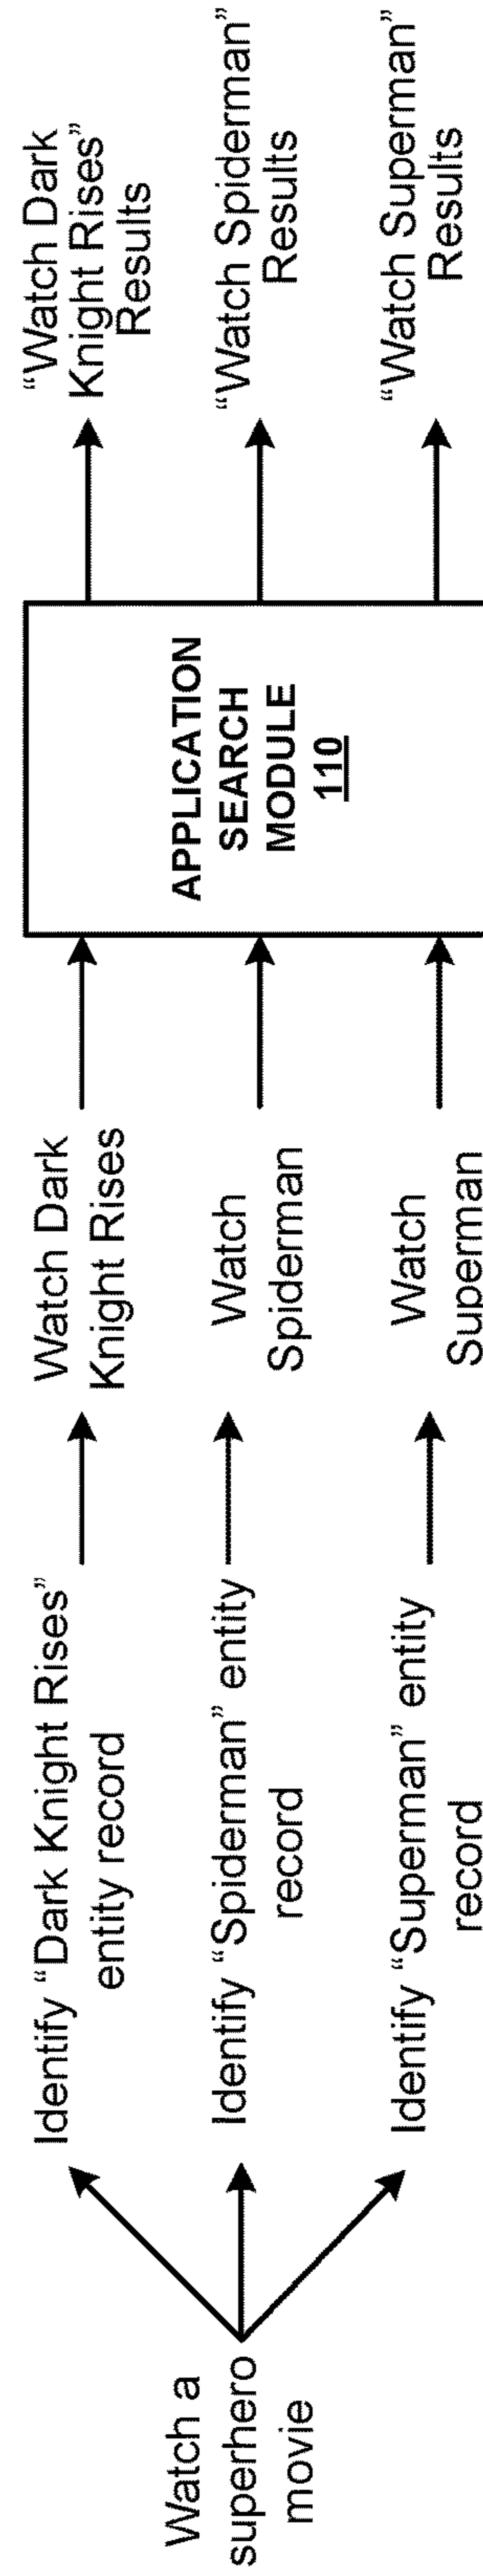 Watch a
superhero
movie
Identify “Dark Knight Rises”
entity record
Identify “Spiderman” entity
record
Identify “Superman” entity
record
Watch Dark
Knight Rises
Watch
Spiderman
Watch
Superman
APPLICATION
SEARCH
MODULE
110
“Watch Dark
Knight Rises”
Results
“Watch Spiderman”
Results
“Watch Superman”
Results